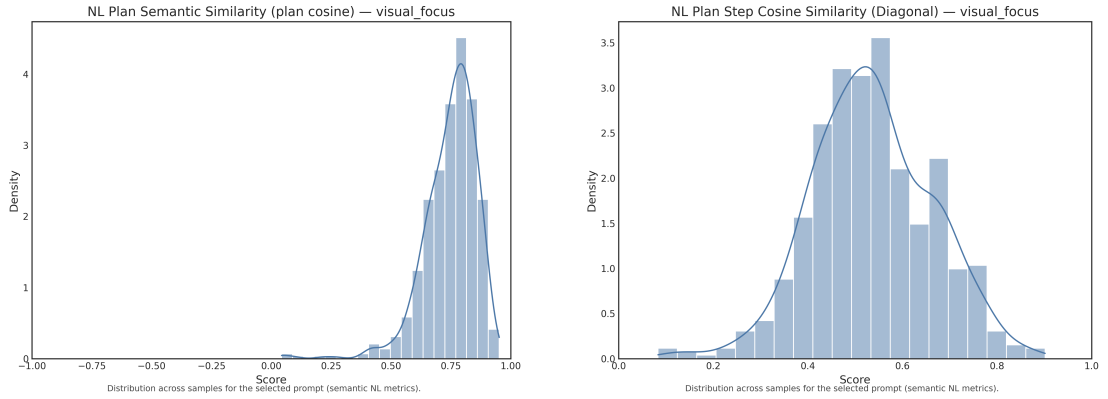 NL Plan Semantic Similarity (plan cosine) — visual_focus
Density
4
3
2
1
0
−1.00 −0.75 −0.50 −0.25 0.00 0.25 0.50 0.75 1.00
Score
Distribution across samples for the selected prompt (semantic NL metrics).
NL Plan Step Cosine Similarity (Diagonal) — visual_focus
Density
3.5
3.0
2.5
2.0
1.5
1.0
0.5
0.0
0.0 0.2 0.4 0.6 0.8 1.0
Score
Distribution across samples for the selected prompt (semantic NL metrics).